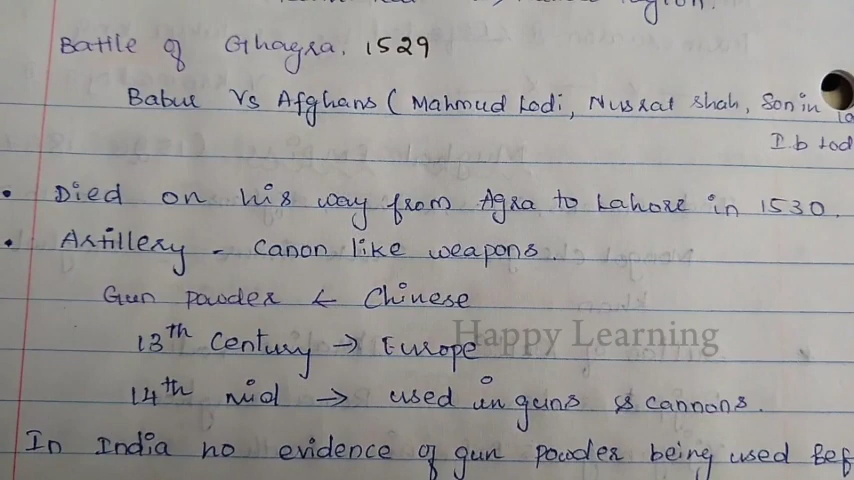 region.
Battle of Ghagra. 1529
Babur Vs Afghans ( Mahmud Lodi, Nusrat Shah, Son in la
I.b Lod
• Died on his way from Agra to Lahore in 1530.
• Artillery - canon like weapons.
Gun powder ← Chinese
Happy Learning
13th Century → Europe
14th mid → used in guns & cannons.
In India no evidence of gun powder being used Bef